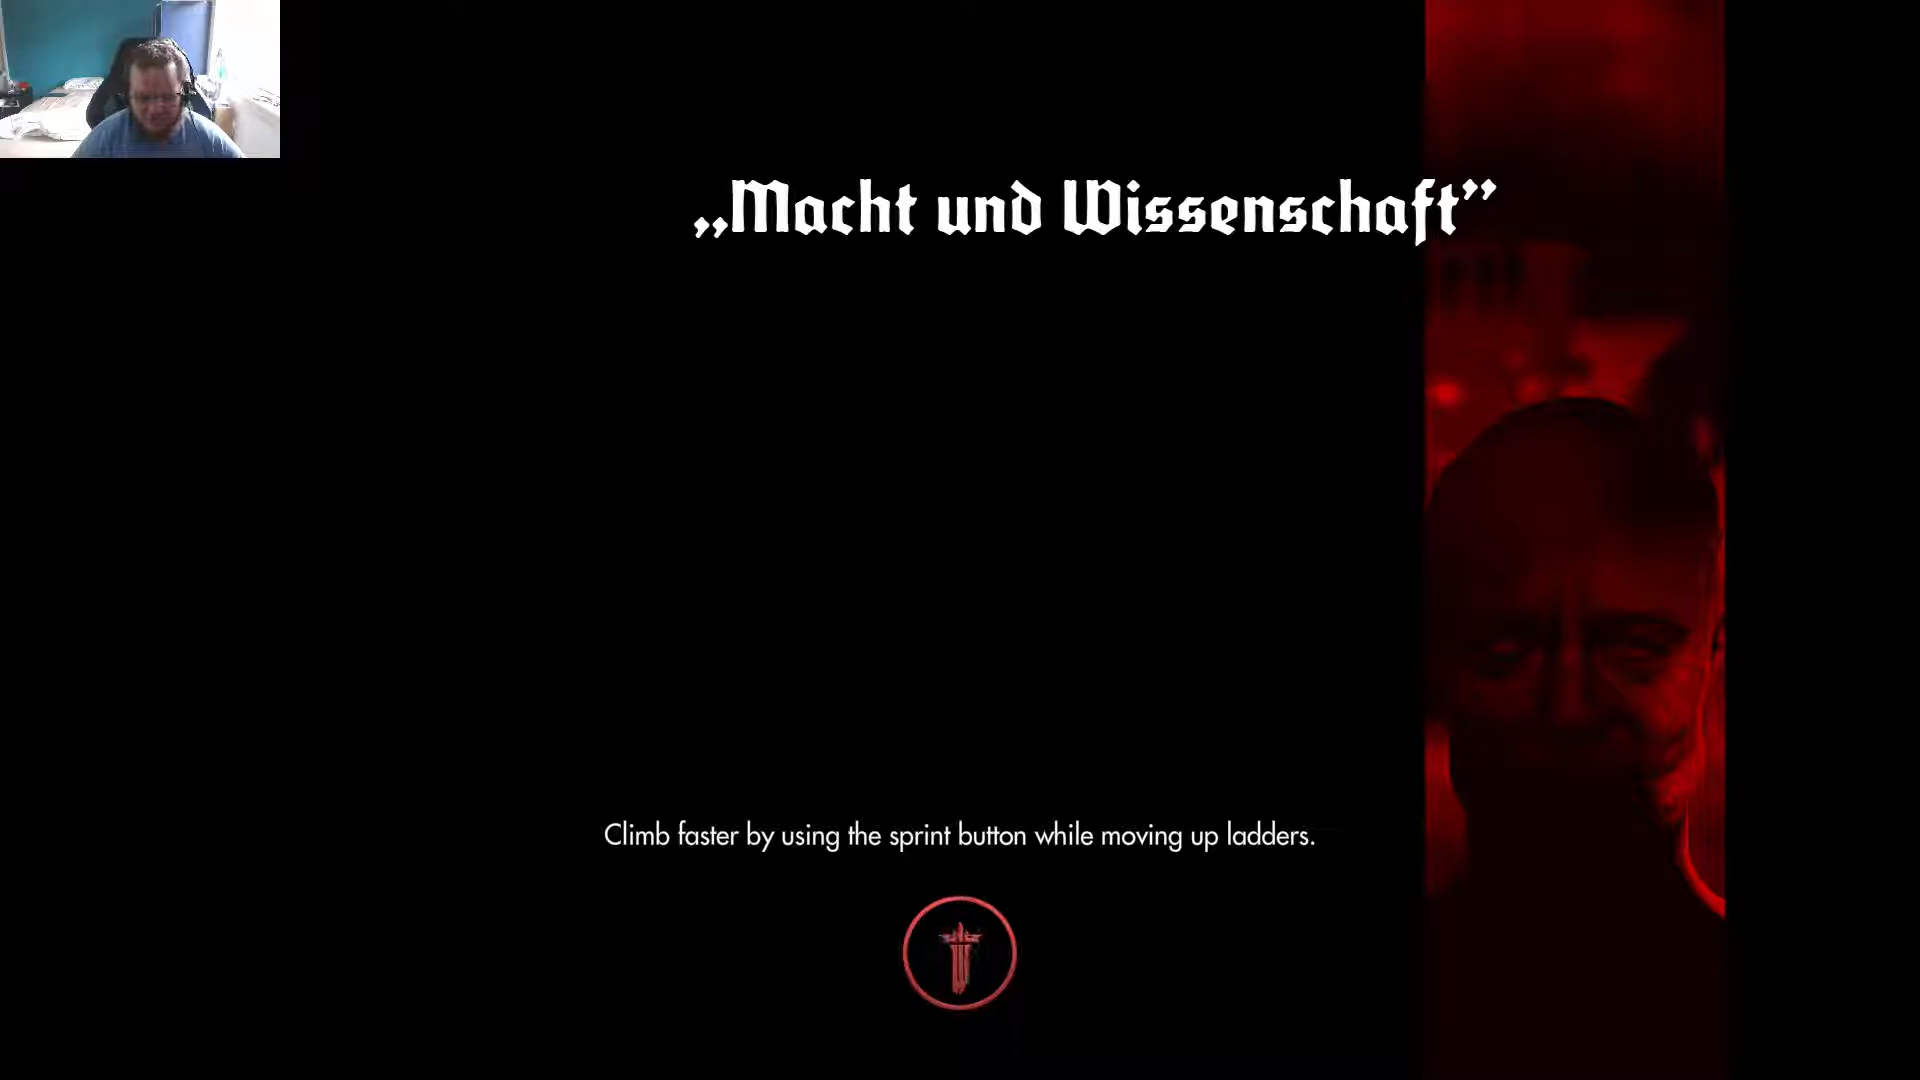 „Macht und Wissenschaft”
Climb faster by using the sprint button while moving up ladders.